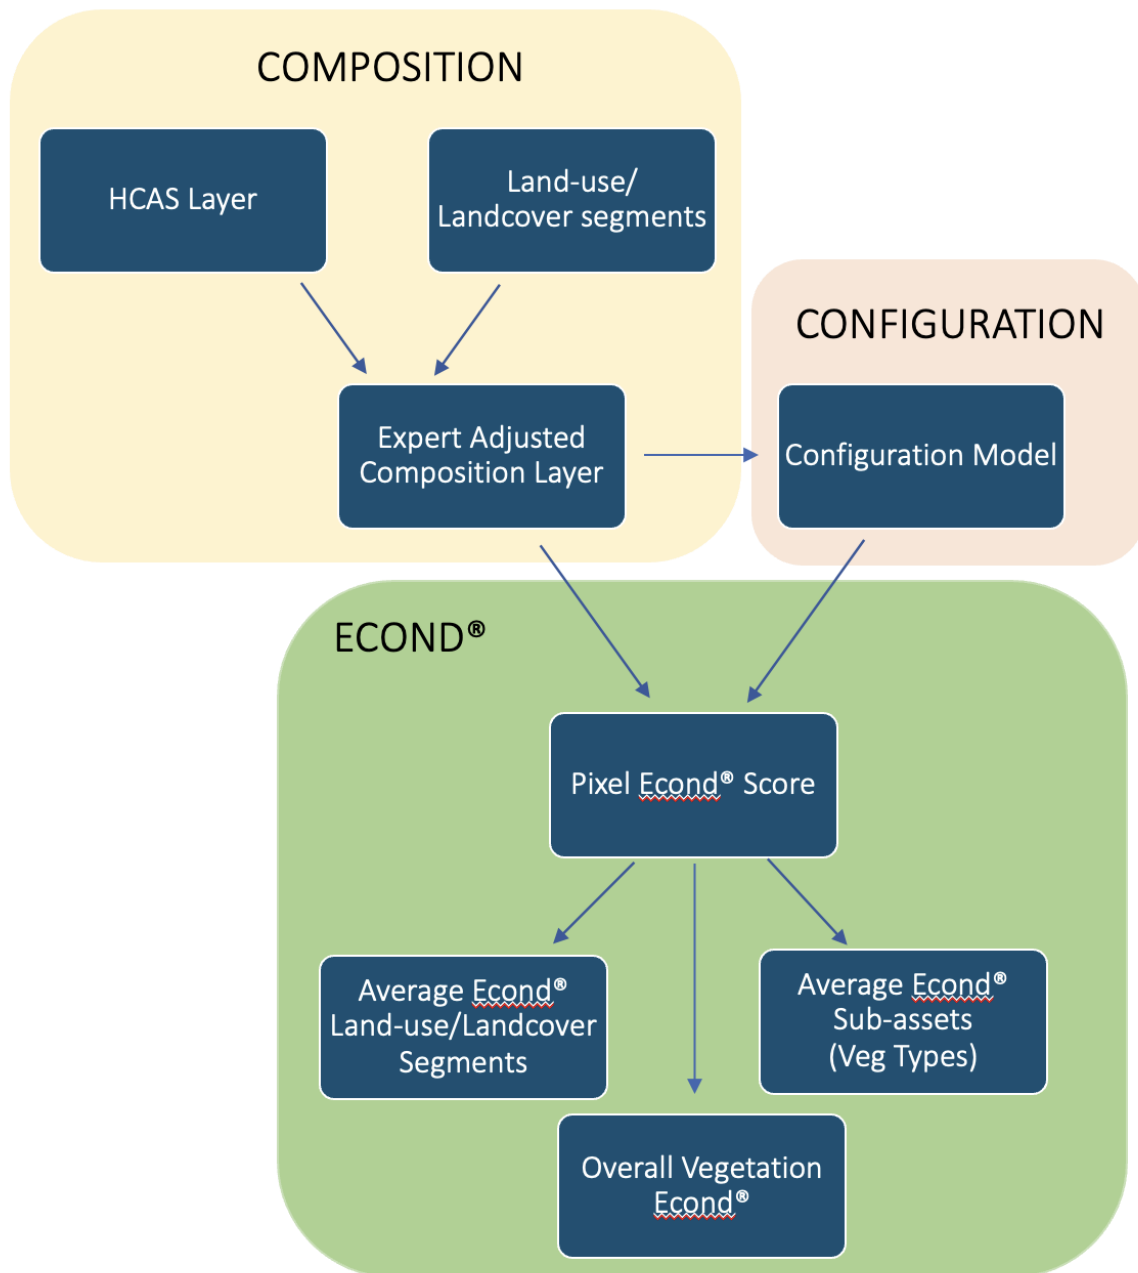 COMPOSITION
HCAS Layer
Land-use/
Landcover segments
Expert Adjusted
Composition Layer
CONFIGURATION
Configuration Model
ECOND®
Pixel Econd® Score
Average Econd®
Land-use/Landcover
Segments
Average Econd®
Sub-assets
(Veg Types)
Overall Vegetation
Econd®